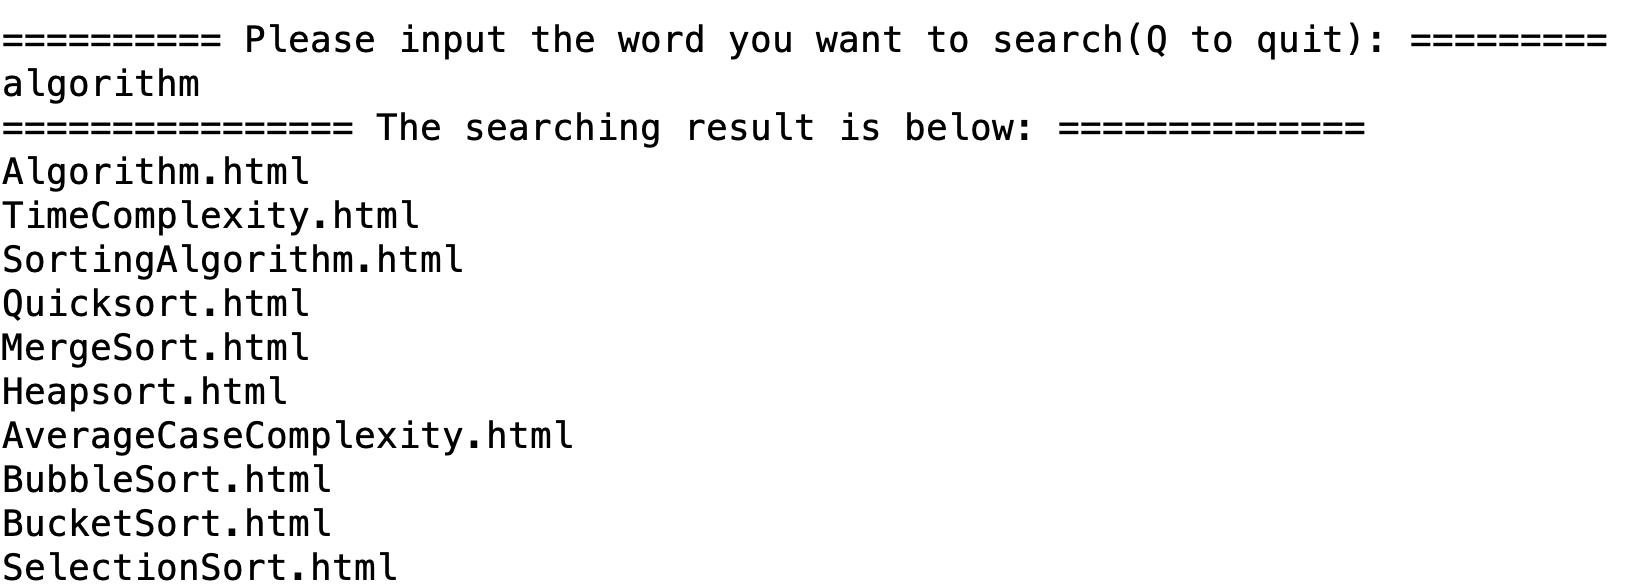 ========== Please input the word you want to search(Q to quit): =========
algorithm
================ The searching result is below: ==============
Algorithm.html
TimeComplexity.html
SortingAlgorithm.html
Quicksort.html
MergeSort.html
Heapsort.html
AverageCaseComplexity.html
BubbleSort.html
BucketSort.html
SelectionSort.html